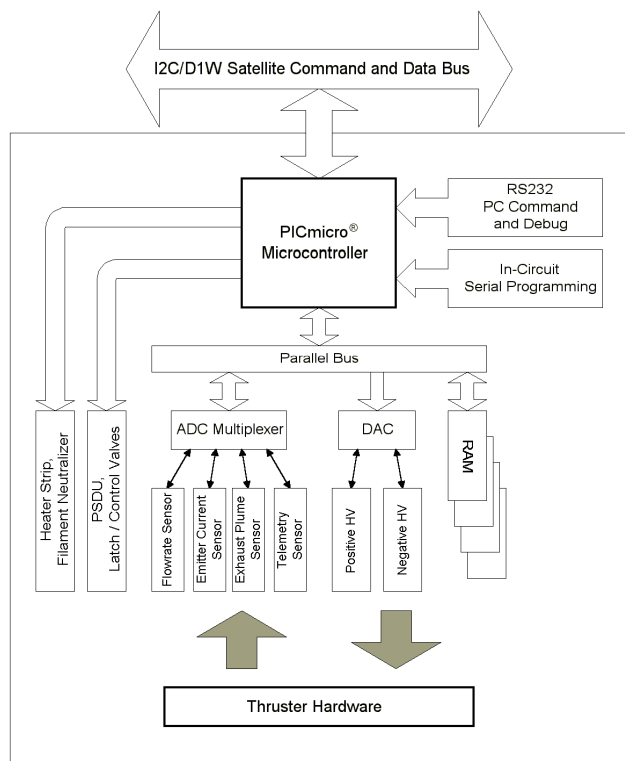 I2C/D1W Satellite Command and Data Bus
PICmicro®
Microcontroller
RS232
PC Command
and Debug
In-Circuit
Serial Programming
Parallel Bus
ADC Multiplexer
DAC
RAM
Heater Strip,
Filament Neutralizer
PSDU,
Latch / Control Valves
Flowrate Sensor
Emitter Current
Sensor
Exhaust Plume
Sensor
Telemetry
Sensor
Positive HV
Negative HV
Thruster Hardware